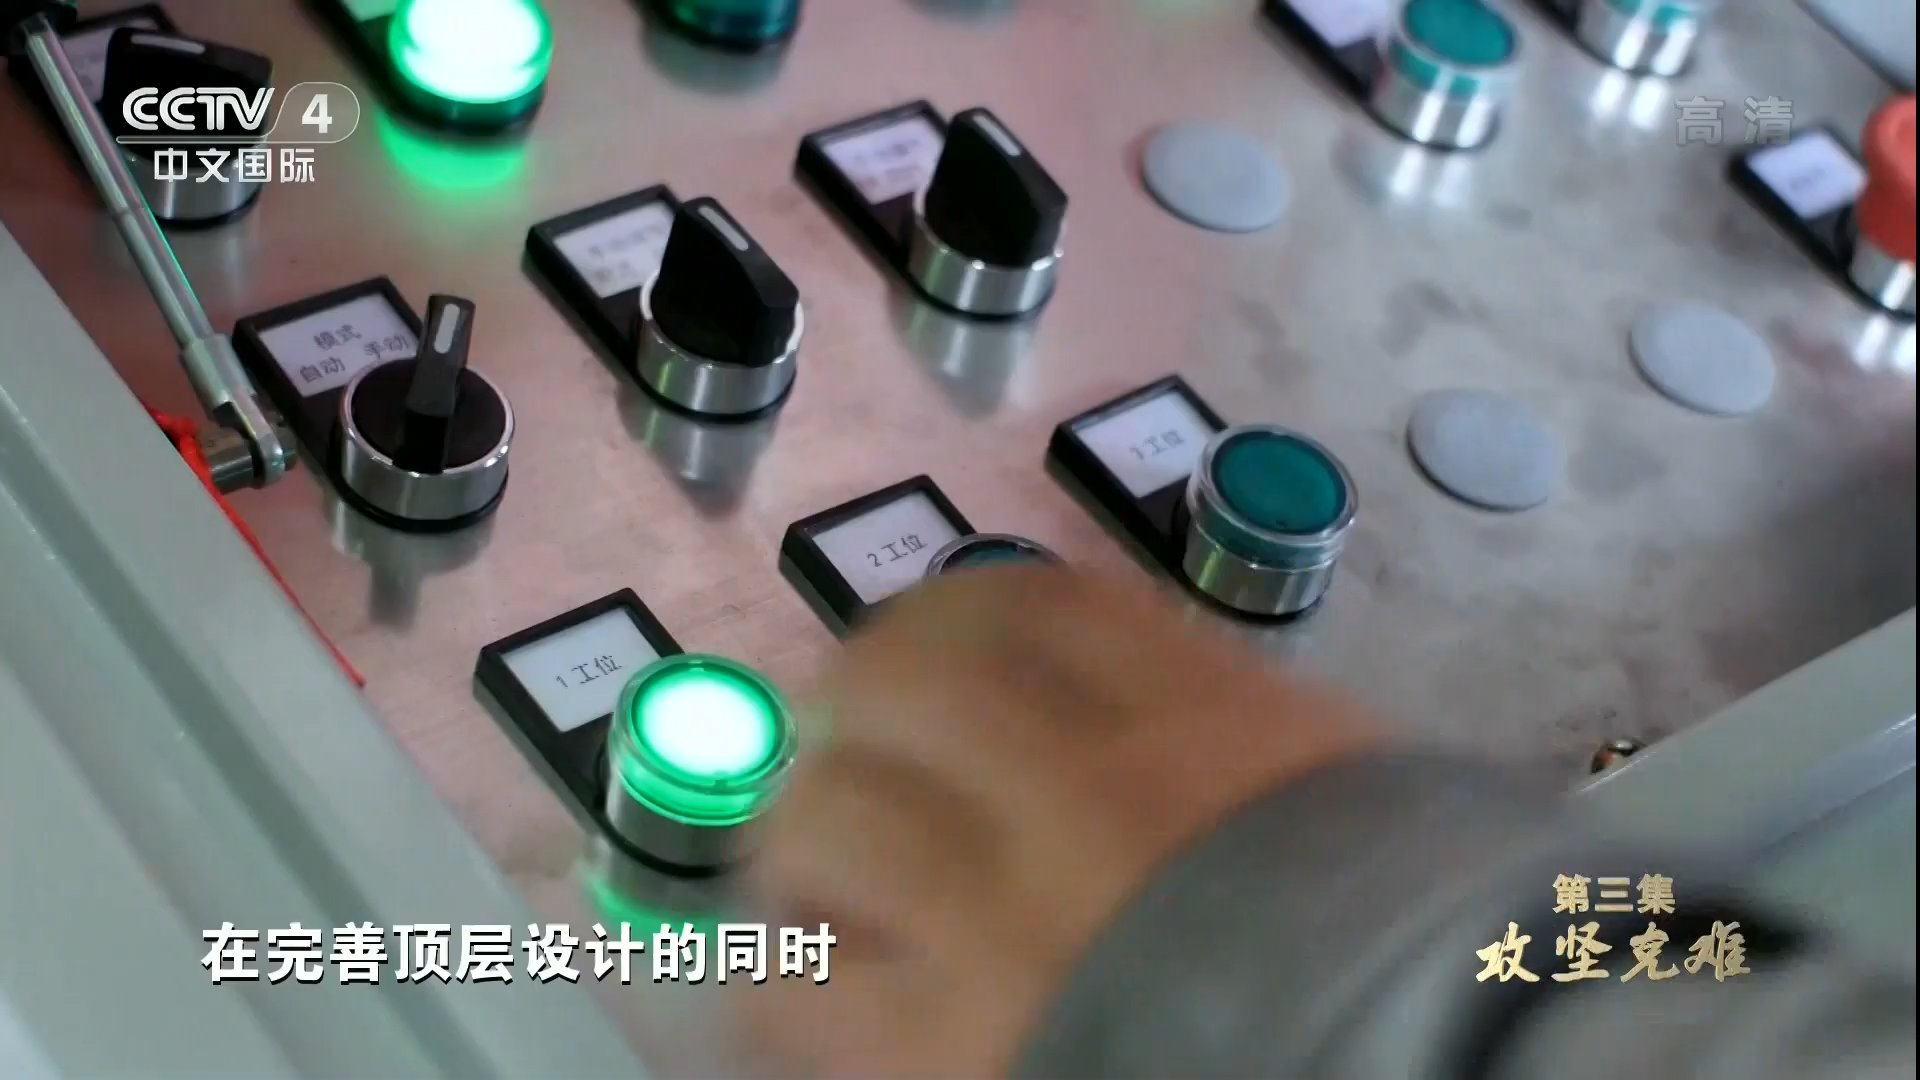 CCTV 4
中文国际
高清
模式
自动 手动
3工位
2工位
1工位
第三集
攻坚克难
在完善顶层设计的同时